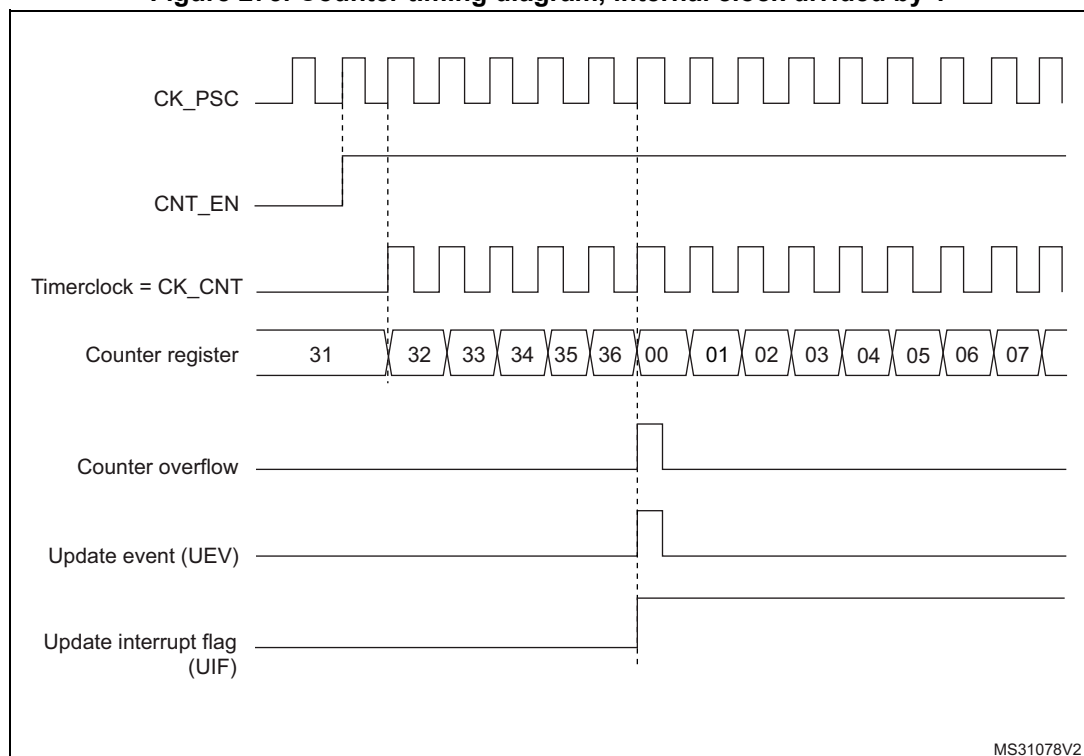 CK_PSC
CNT_EN
Timerclock = CK_CNT
Counter register 31 32 33 34 35 36 00 01 02 03 04 05 06 07
Counter overflow
Update event (UEV)
Update interrupt flag
(UIF)
MS31078V2